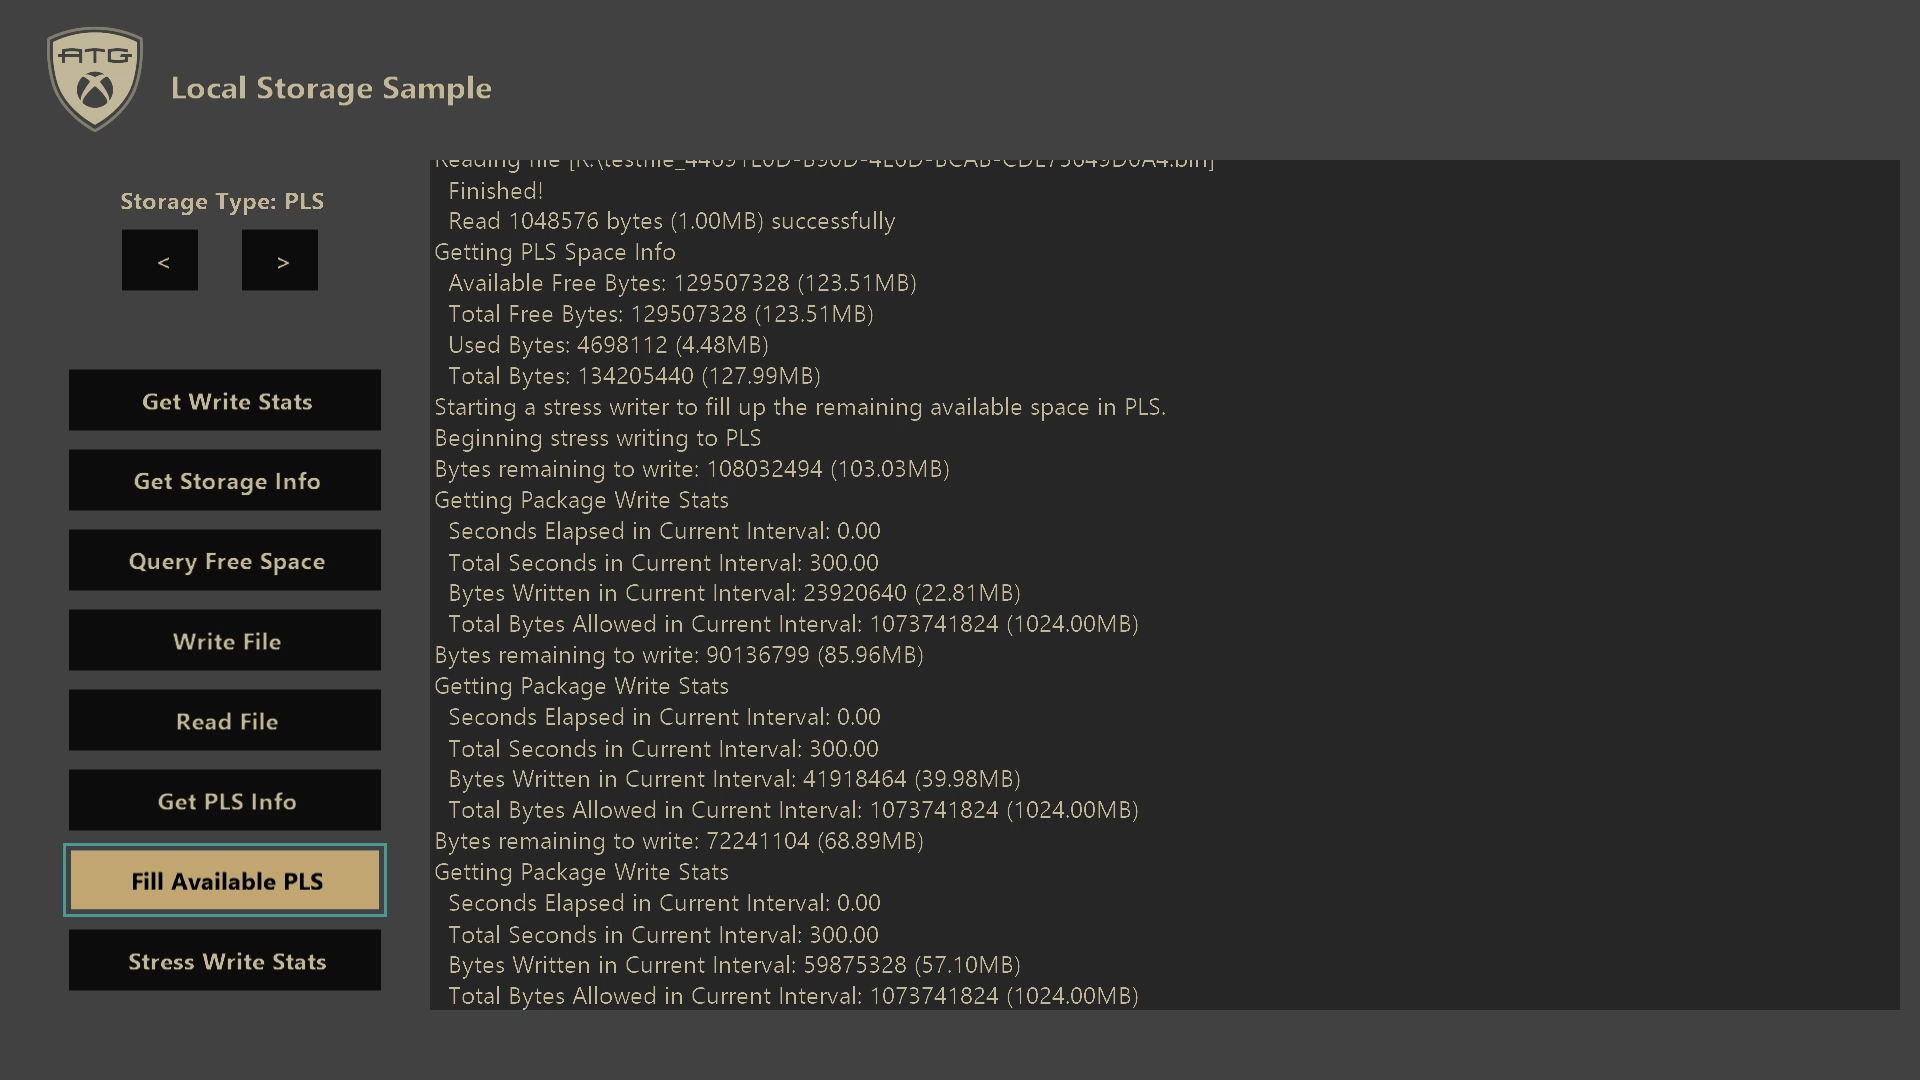 ATG
Local Storage Sample
Storage Type: PLS
<
>
Get Write Stats
Get Storage Info
Query Free Space
Write File
Read File
Get PLS Info
Fill Available PLS
Stress Write Stats
Reading file
Finished!
Read 1048576 bytes (1.00MB) successfully
Getting PLS Space Info
Available Free Bytes: 129507328 (123.51MB)
Total Free Bytes: 129507328 (123.51MB)
Used Bytes: 4698112 (4.48MB)
Total Bytes: 134205440 (127.99MB)
Starting a stress writer to fill up the remaining available space in PLS.
Beginning stress writing to PLS
Bytes remaining to write: 108032494 (103.03MB)
Getting Package Write Stats
Seconds Elapsed in Current Interval: 0.00
Total Seconds in Current Interval: 300.00
Bytes Written in Current Interval: 23920640 (22.81MB)
Total Bytes Allowed in Current Interval: 1073741824 (1024.00MB)
Bytes remaining to write: 90136799 (85.96MB)
Getting Package Write Stats
Seconds Elapsed in Current Interval: 0.00
Total Seconds in Current Interval: 300.00
Bytes Written in Current Interval: 41918464 (39.98MB)
Total Bytes Allowed in Current Interval: 1073741824 (1024.00MB)
Bytes remaining to write: 72241104 (68.89MB)
Getting Package Write Stats
Seconds Elapsed in Current Interval: 0.00
Total Seconds in Current Interval: 300.00
Bytes Written in Current Interval: 59875328 (57.10MB)
Total Bytes Allowed in Current Interval: 1073741824 (1024.00MB)